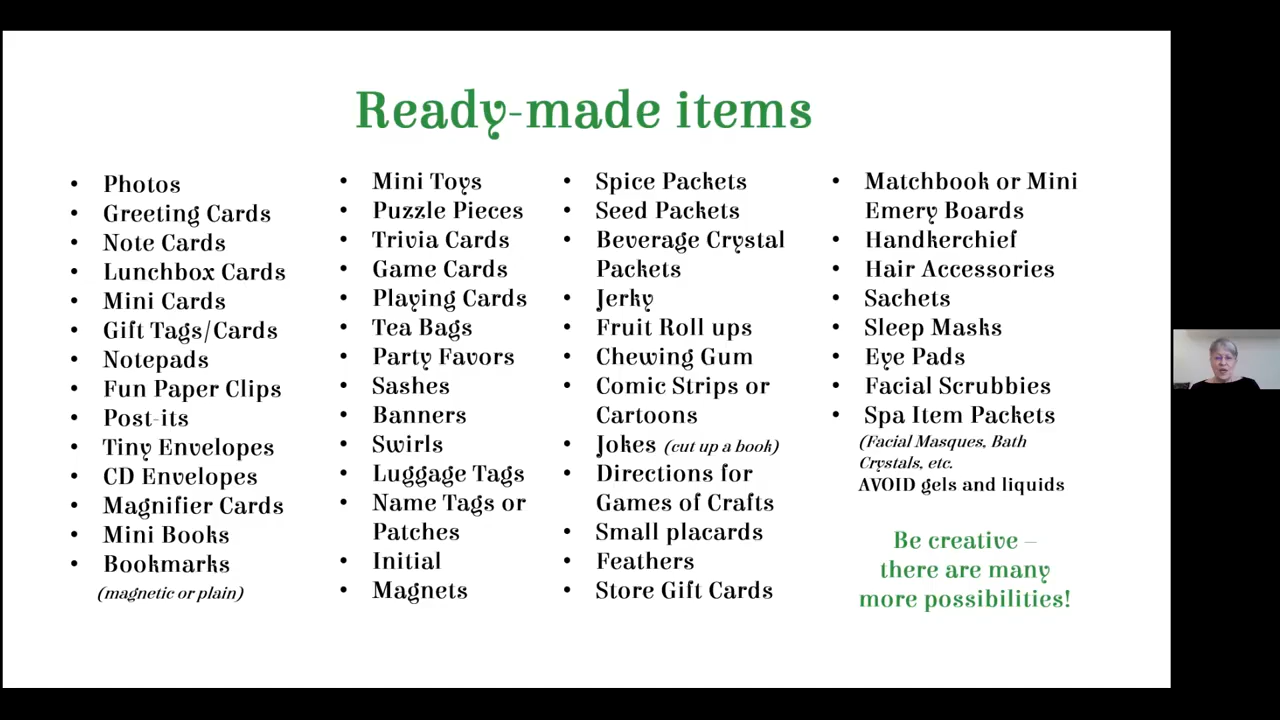 Ready-made items
• Photos
• Greeting Cards
• Note Cards
• Lunchbox Cards
• Mini Cards
• Gift Tags/Cards
• Notepads
• Fun Paper Clips
• Post-its
• Tiny Envelopes
• CD Envelopes
• Magnifier Cards
• Mini Books
• Bookmarks
(magnetic or plain)
• Mini Toys
• Puzzle Pieces
• Trivia Cards
• Game Cards
• Playing Cards
• Tea Bags
• Party Favors
• Sashes
• Banners
• Swirls
• Luggage Tags
• Name Tags or
Patches
• Initial
• Magnets
• Spice Packets
• Seed Packets
• Beverage Crystal
Packets
• Jerky
• Fruit Roll ups
• Chewing Gum
• Comic Strips or
Cartoons
• Jokes (cut up a book)
• Directions for
Games of Crafts
• Small placards
• Feathers
• Store Gift Cards
• Matchbook or Mini
Emery Boards
• Handkerchief
• Hair Accessories
• Sachets
• Sleep Masks
• Eye Pads
• Facial Scrubbies
• Spa Item Packets
(Facial Masques, Bath
Crystals, etc.
AVOID gels and liquids
Be creative –
there are many
more possibilities!